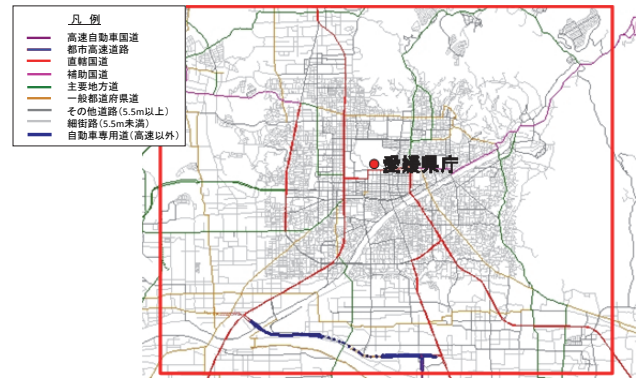 凡 例
高速自動車国道
都市高速道路
直轄国道
補助国道
主要地方道
一般都道府県道
その他道路(5.5m以上)
細街路(5.5m未満)
自動車専用道(高速以外)
愛媛県庁